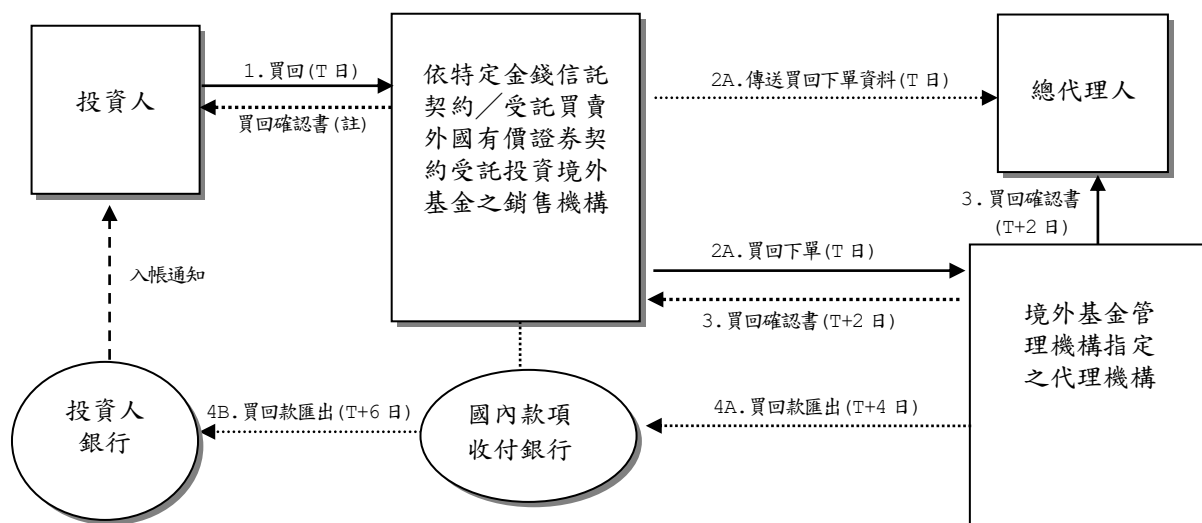 投資人
1.買回(T 日)
買回確認書(註)
依特定金錢信託
契約／受託買賣
外國有價證券契
約受託投資境外
基金之銷售機構
2A.傳送買回下單資料(T 日)
總代理人
3.買回確認書
(T+2 日)
2A.買回下單(T 日)
3.買回確認書(T+2 日)
境外基金管
理機構指定
之代理機構
入帳通知
投資人
銀行
4B.買回款匯出(T+6 日)
國內款項
收付銀行
4A.買回款匯出(T+4 日)